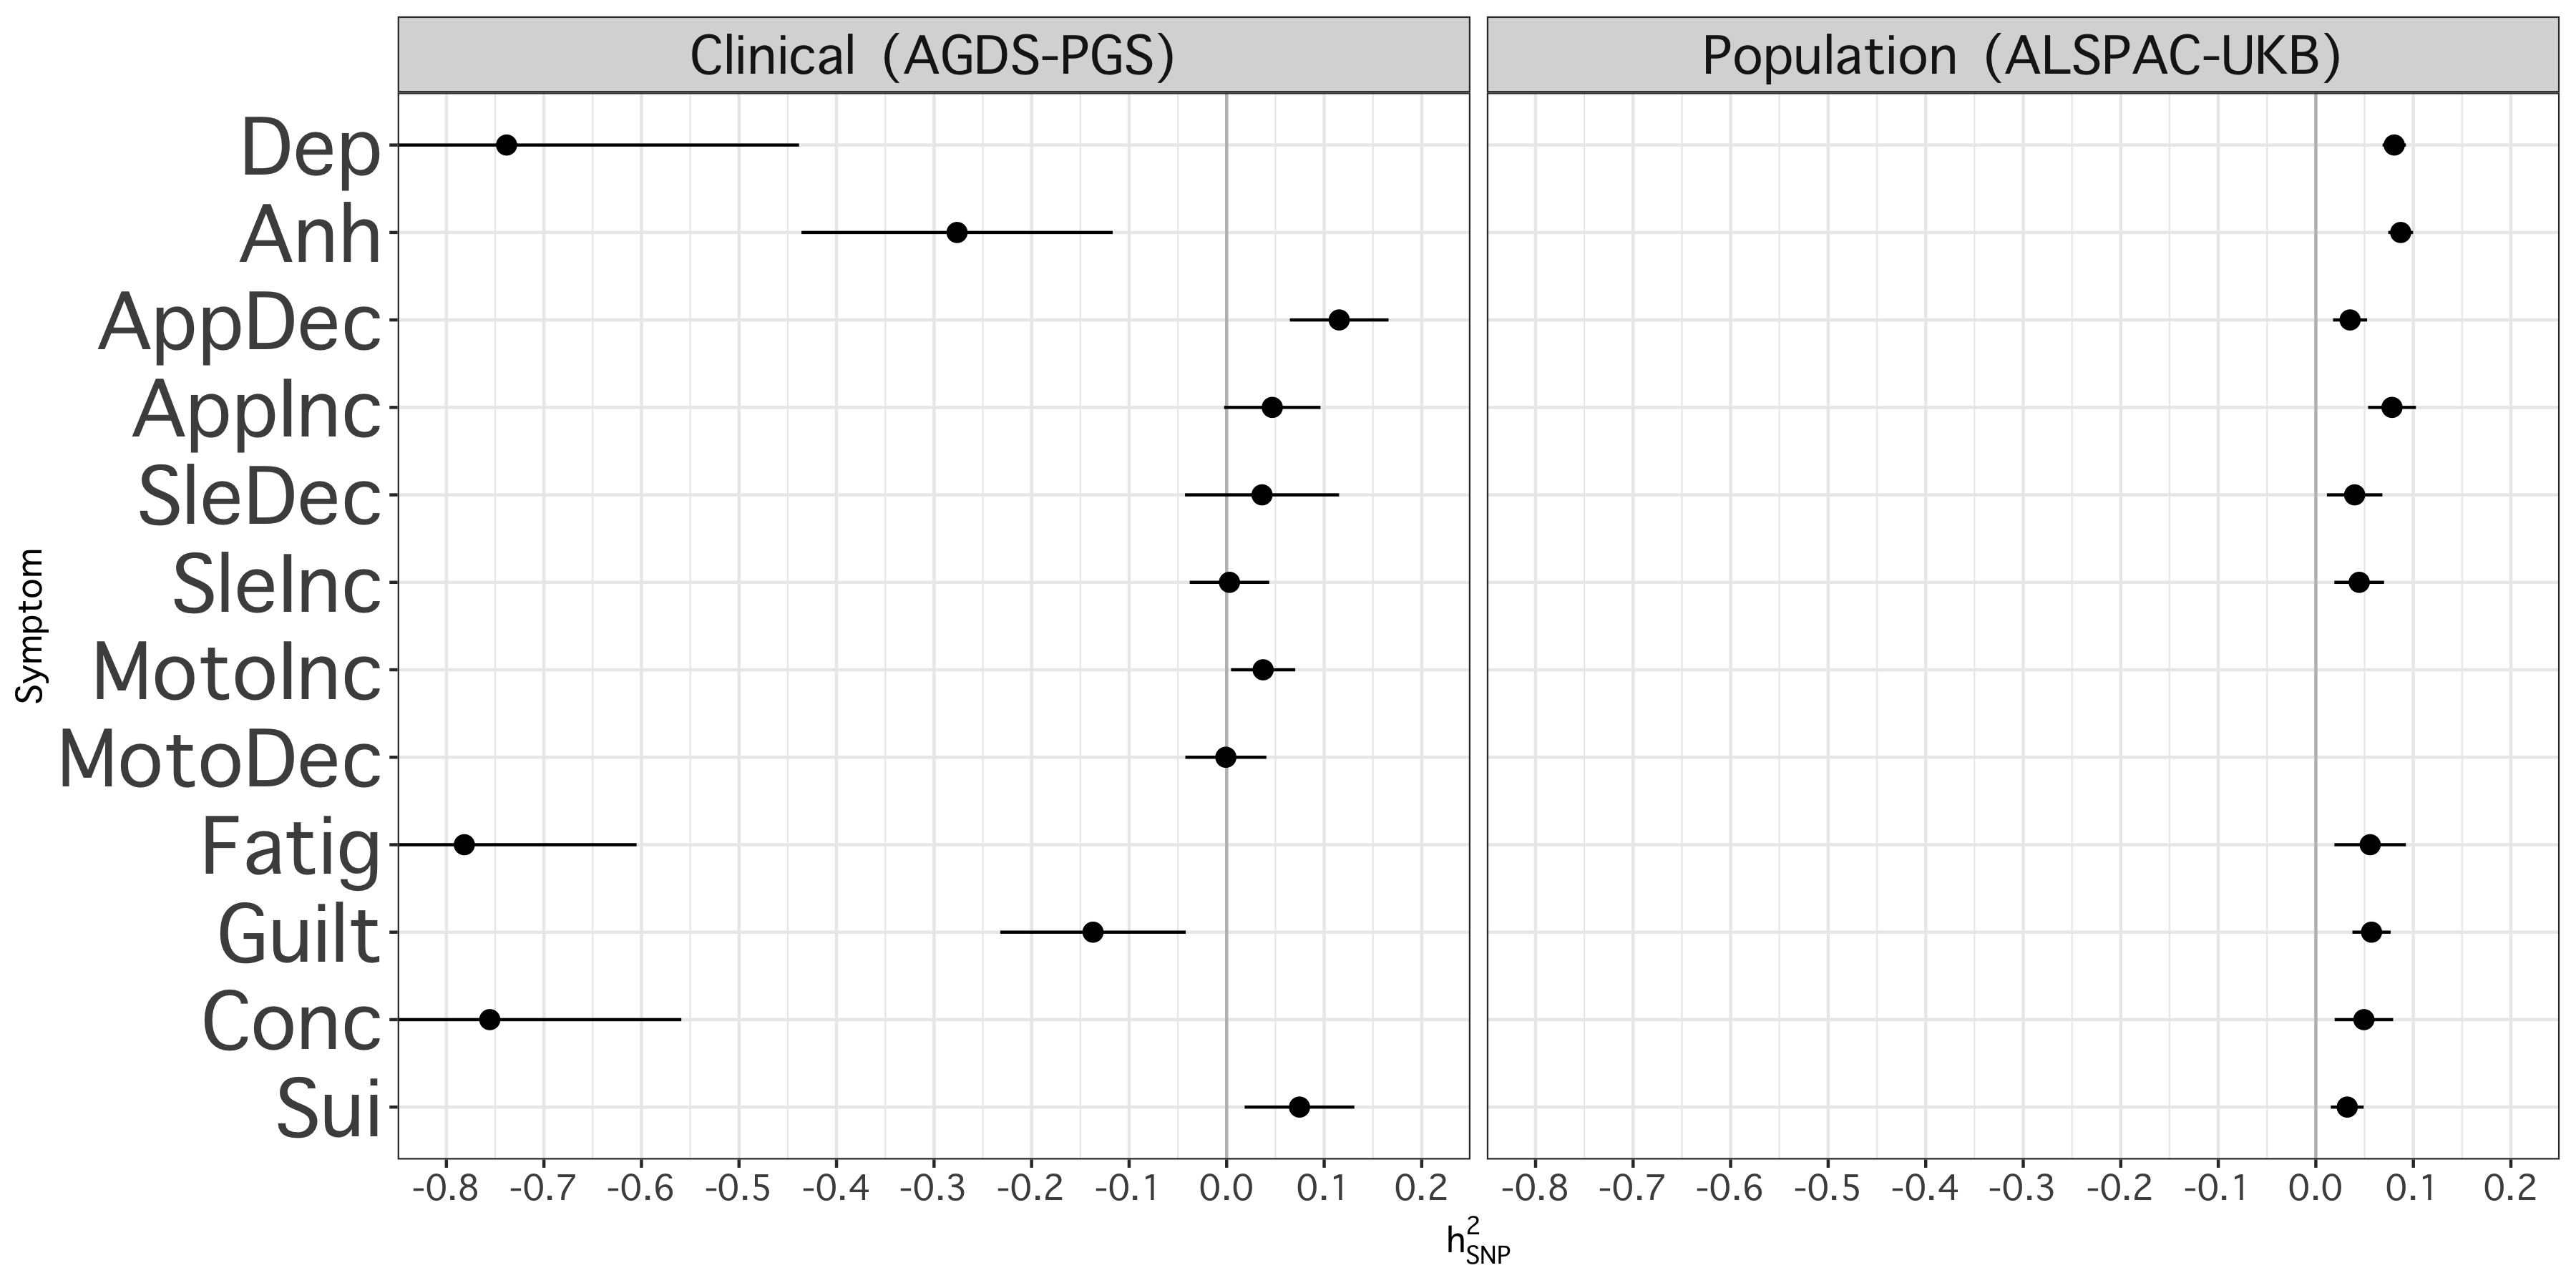 Clinical (AGDS-PGS)
Population (ALSPAC-UKB)
Symptom
Dep
Anh
AppDec
AppInc
SleDec
SleInc
MotoInc
MotoDec
Fatig
Guilt
Conc
Sui
-0.8 -0.7 -0.6 -0.5 -0.4 -0.3 -0.2 -0.1 0.0 0.1 0.2
-0.8 -0.7 -0.6 -0.5 -0.4 -0.3 -0.2 -0.1 0.0 0.1 0.2
h²SNP